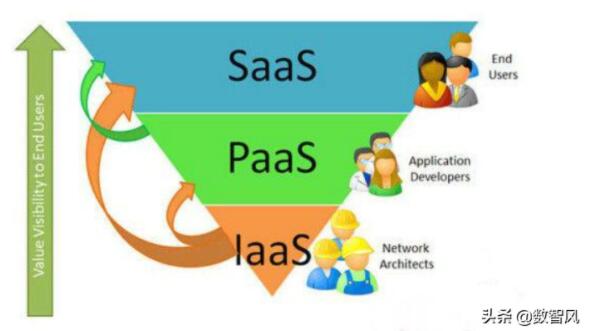 Value Visibility to End Users
SaaS
End
Users
PaaS
Application
Developers
IaaS
Network
Architects
头条 @数智风